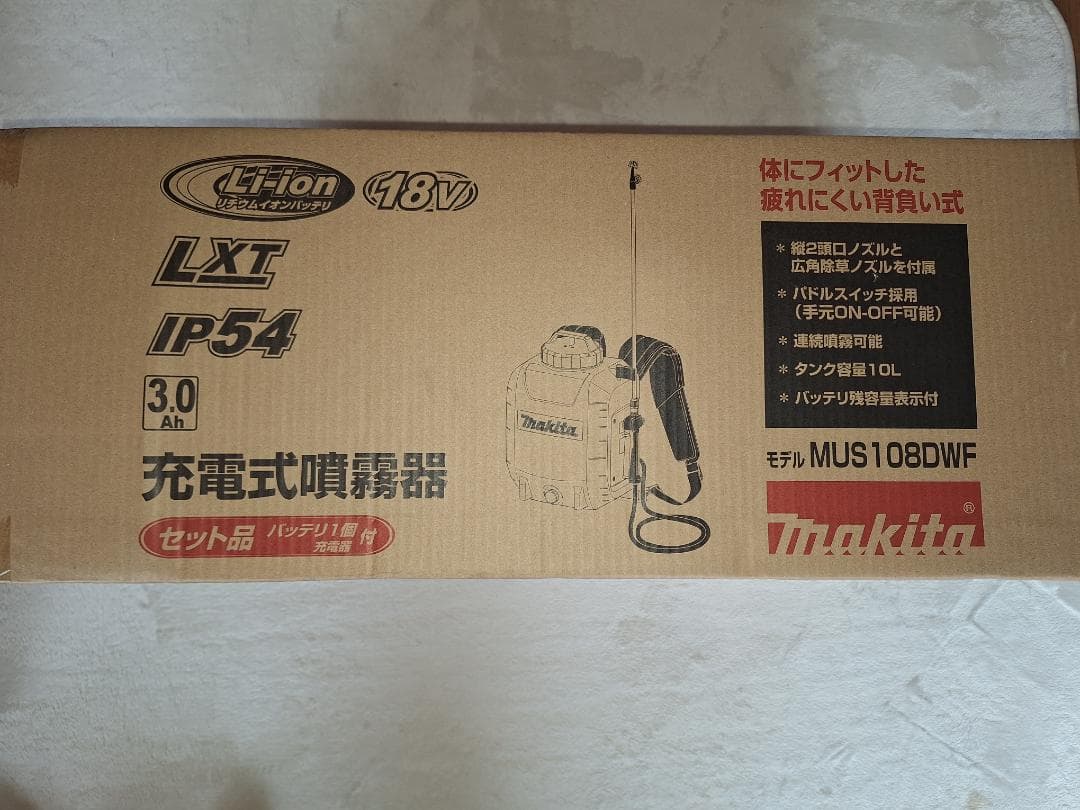 Li-ion
リチウムイオンバッテリ
18V
LXT
IP54
3.0
Ah
充電式噴霧器
セット品 バッテリ1個 充電器 付
makita
体にフィットした
疲れにくい背負い式
* 縦2頭口ノズルと
広角除草ノズルを付属
* パドルスイッチ採用
(手元ON-OFF可能)
* 連続噴霧可能
* タンク容量10L
* バッテリ残容量表示付
モデル MUS108DWF
makita®